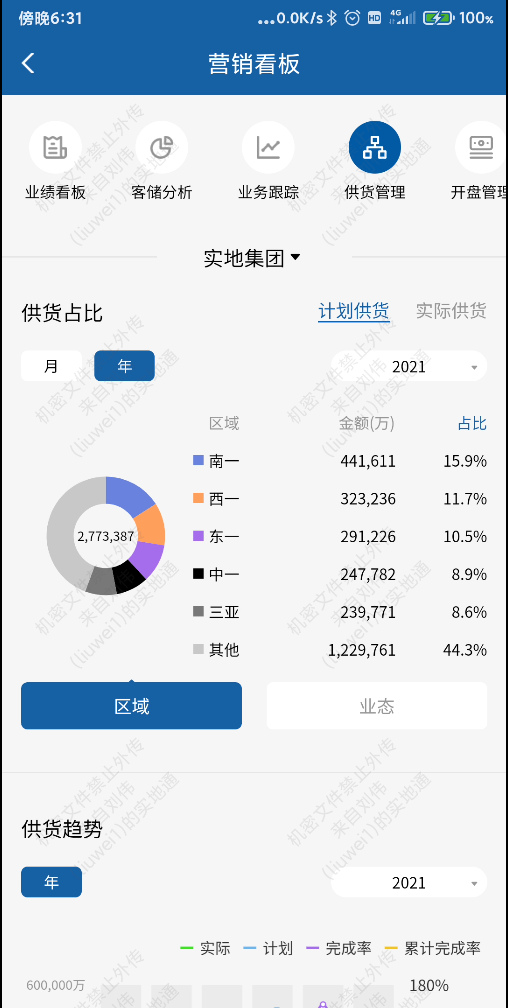 傍晚6:31 ...0.0K/s HD 4G 100%
营销看板
业绩看板 客储分析 业务跟踪 供货管理 开盘管理
实地集团
供货占比 计划供货 实际供货
月 年 2021
区域 金额(万) 占比
南一 441,611 15.9%
西一 323,236 11.7%
东一 291,226 10.5%
2,773,387
中一 247,782 8.9%
三亚 239,771 8.6%
其他 1,229,761 44.3%
区域 业态
供货趋势
年 2021
实际 计划 完成率 累计完成率
600,000万 180%
机密文件禁止外传
来自刘伟
(liuwei1)的实地通